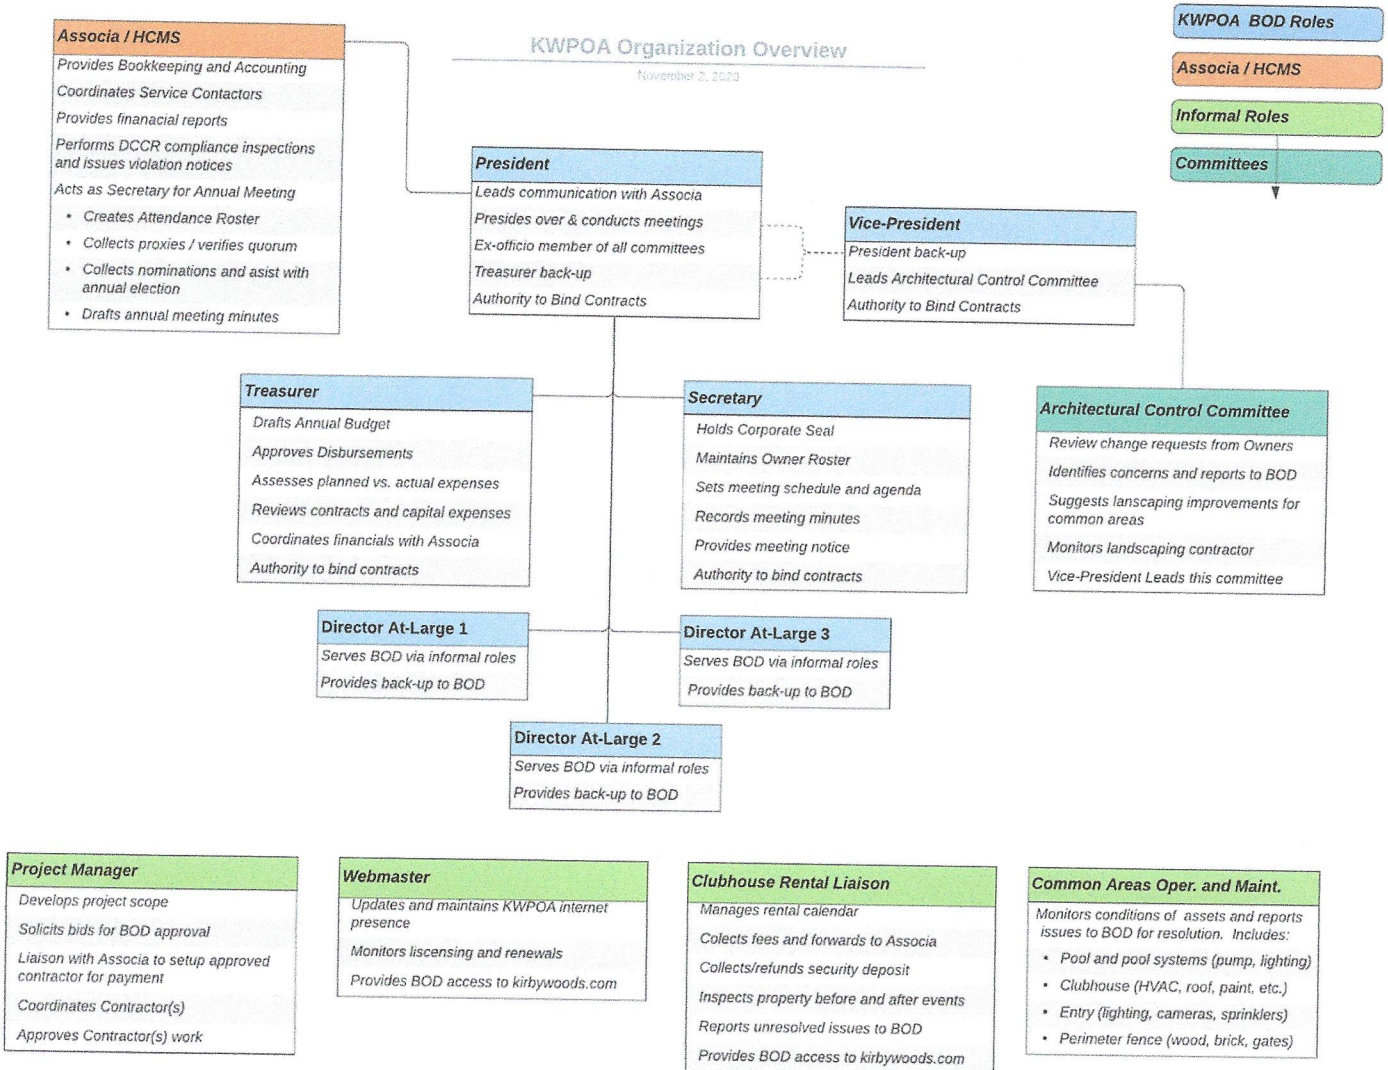 KWPOA Organization Overview
November 2, 2020
KWPOA BOD Roles
Associa / HCMS
Informal Roles
Committees
Associa / HCMS
Provides Bookkeeping and Accounting
Coordinates Service Contactors
Provides finanacial reports
Performs DCCR compliance inspections
and issues violation notices
Acts as Secretary for Annual Meeting
• Creates Attendance Roster
• Collects proxies / verifies quorum
• Collects nominations and asist with
annual election
• Drafts annual meeting minutes
President
Leads communication with Associa
Presides over & conducts meetings
Ex-officio member of all committees
Treasurer back-up
Authority to Bind Contracts
Vice-President
President back-up
Leads Architectural Control Committee
Authority to Bind Contracts
Treasurer
Drafts Annual Budget
Approves Disbursements
Assesses planned vs. actual expenses
Reviews contracts and capital expenses
Coordinates financials with Associa
Authority to bind contracts
Secretary
Holds Corporate Seal
Maintains Owner Roster
Sets meeting schedule and agenda
Records meeting minutes
Provides meeting notice
Authority to bind contracts
Architectural Control Committee
Review change requests from Owners
Identifies concerns and reports to BOD
Suggests lanscaping improvements for
common areas
Monitors landscaping contractor
Vice-President Leads this committee
Director At-Large 1
Serves BOD via informal roles
Provides back-up to BOD
Director At-Large 3
Serves BOD via informal roles
Provides back-up to BOD
Director At-Large 2
Serves BOD via informal roles
Provides back-up to BOD
Project Manager
Develops project scope
Solicits bids for BOD approval
Liaison with Associa to setup approved
contractor for payment
Coordinates Contractor(s)
Approves Contractor(s) work
Webmaster
Updates and maintains KWPOA internet
presence
Monitors liscensing and renewals
Provides BOD access to kirbywoods.com
Clubhouse Rental Liaison
Manages rental calendar
Colects fees and forwards to Associa
Collects/refunds security deposit
Inspects property before and after events
Reports unresolved issues to BOD
Provides BOD access to kirbywoods.com
Common Areas Oper. and Maint.
Monitors conditions of assets and reports
issues to BOD for resolution. Includes:
• Pool and pool systems (pump, lighting)
• Clubhouse (HVAC, roof, paint, etc.)
• Entry (lighting, cameras, sprinklers)
• Perimeter fence (wood, brick, gates)